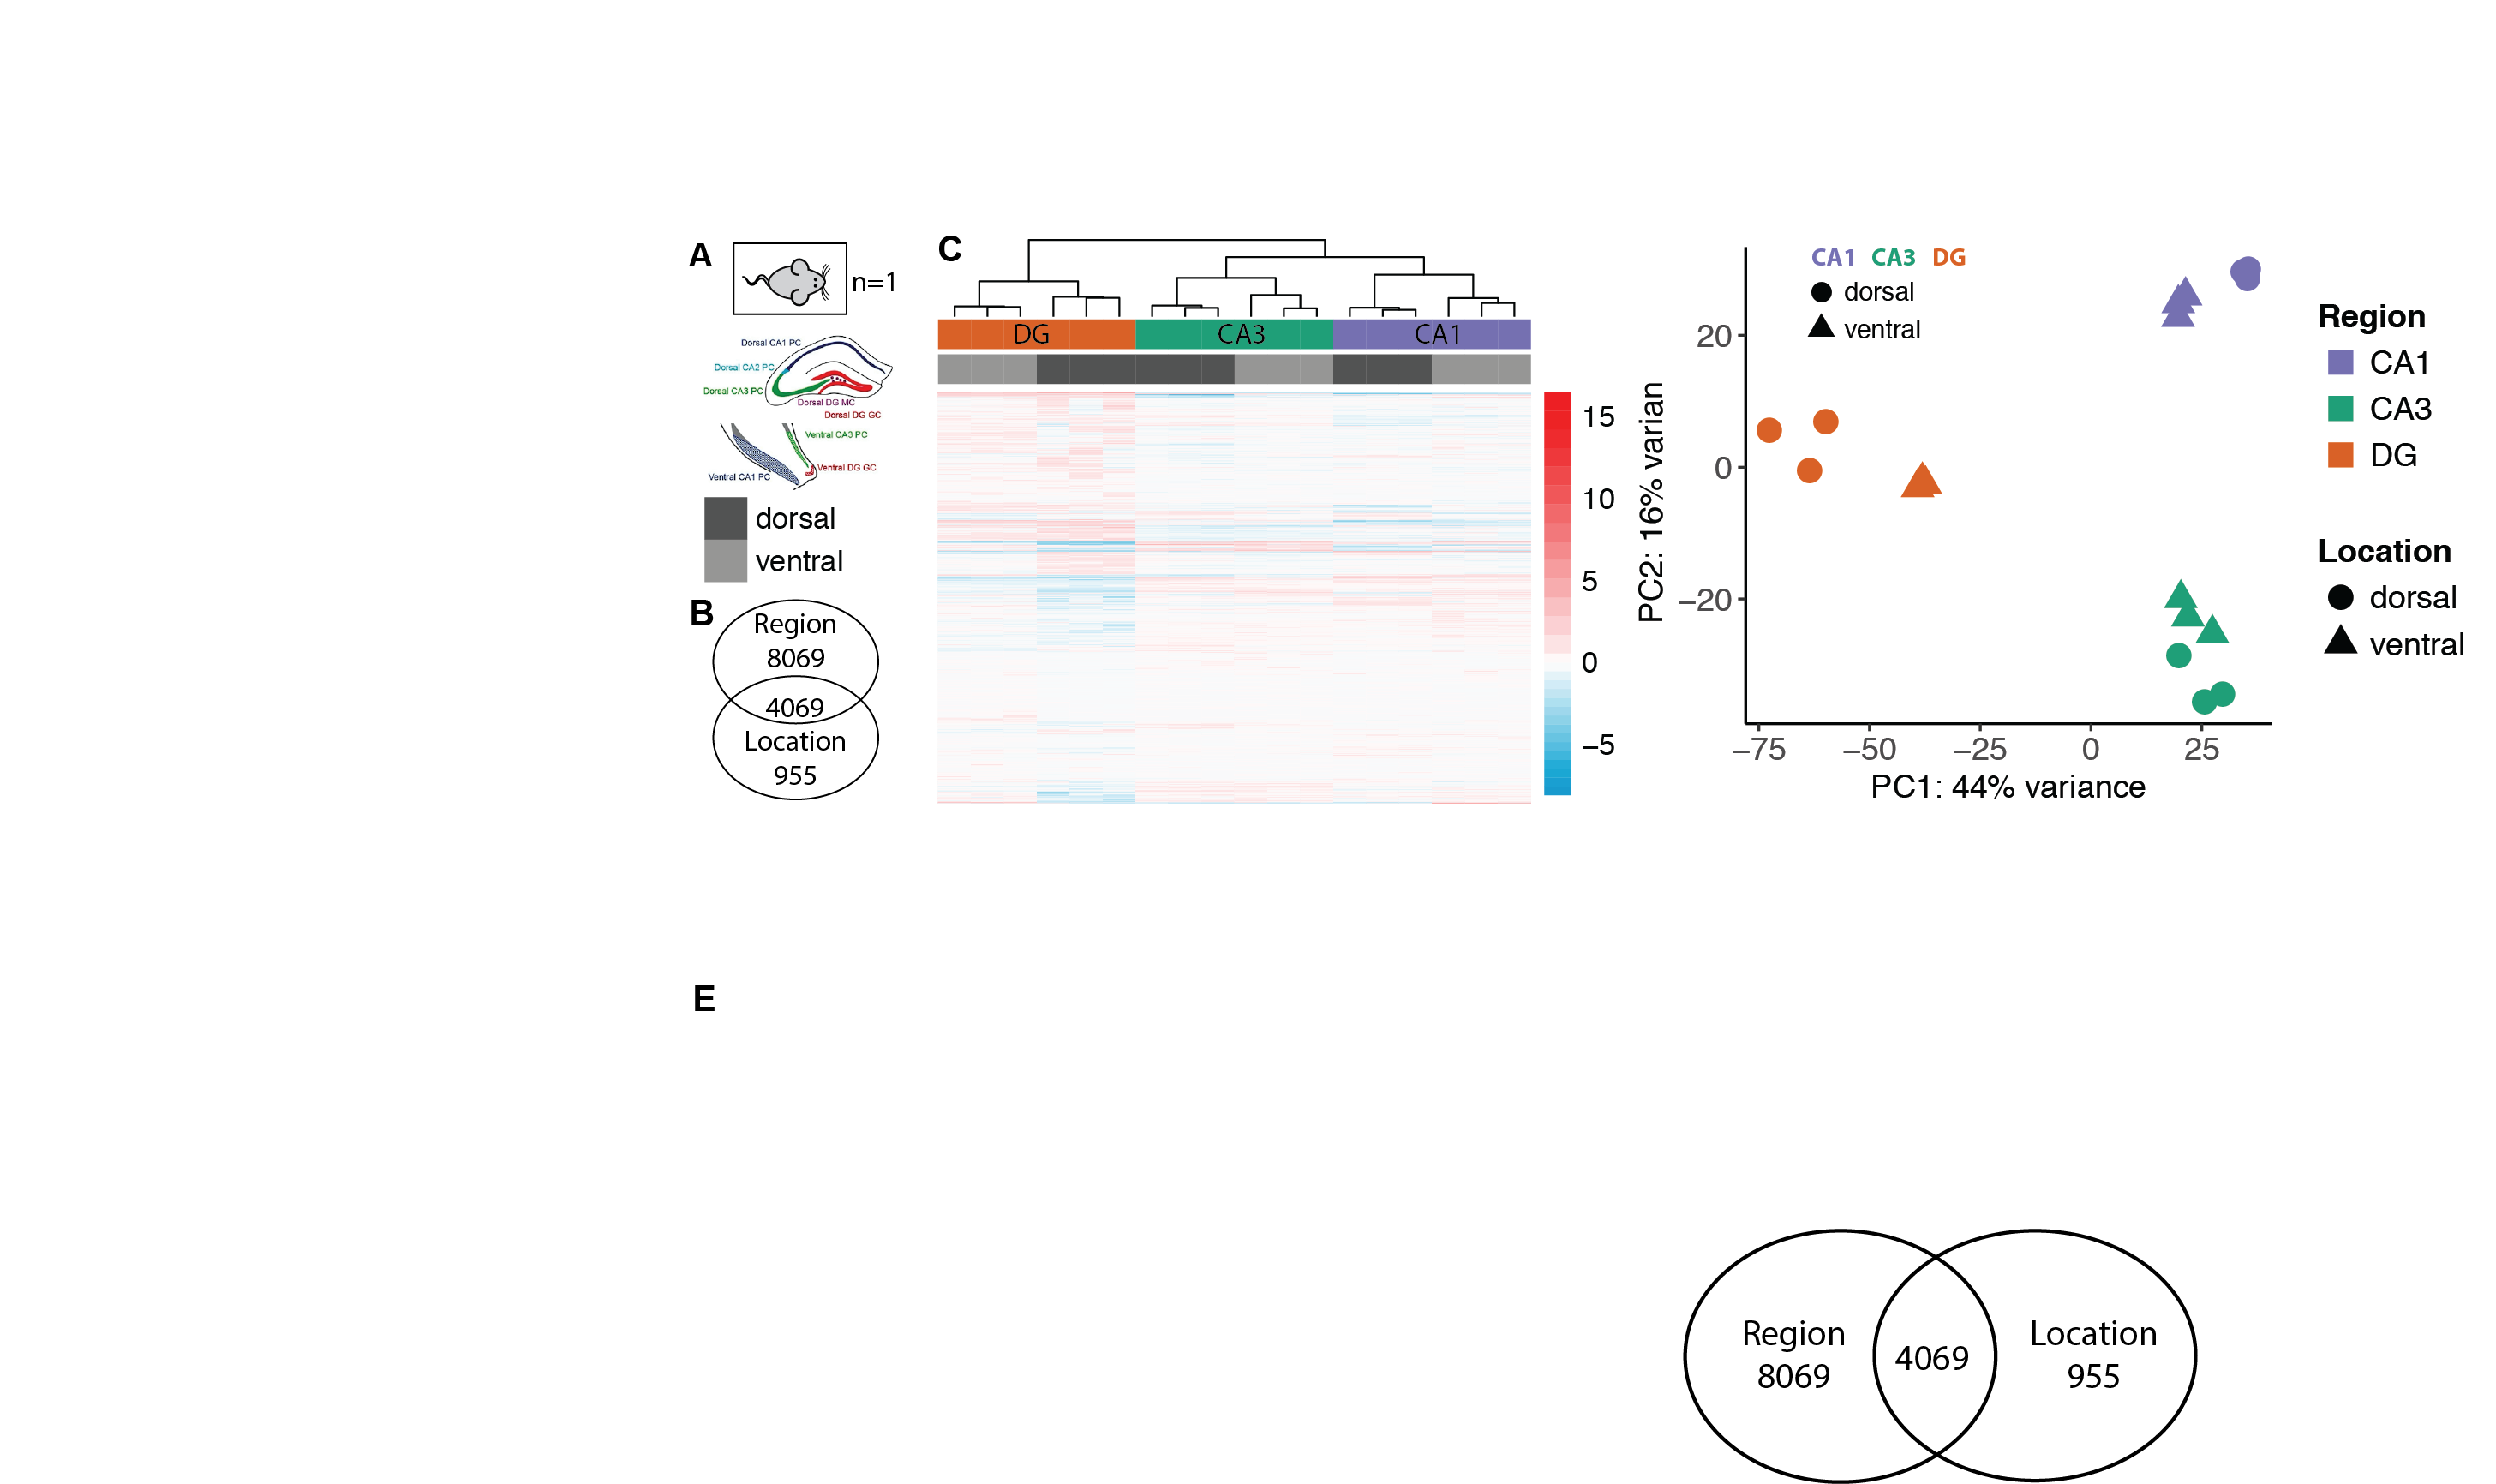 A
n=1
Dorsal CA1 PC
Dorsal CA2 PC
Dorsal CA3 PC
Dorsal DG MC
Dorsal DG GC
Ventral CA3 PC
Ventral DG GC
Ventral CA1 PC
dorsal
ventral
B
Region
8069
4069
Location
955
C
DG CA3 CA1
15
10
5
0
−5
PC2: 16% varian
20
0
−20
CA1 CA3 DG
dorsal
ventral
−75 −50 −25 0 25
PC1: 44% variance
Region
CA1
CA3
DG
Location
dorsal
ventral
E
Region
8069
4069
Location
955